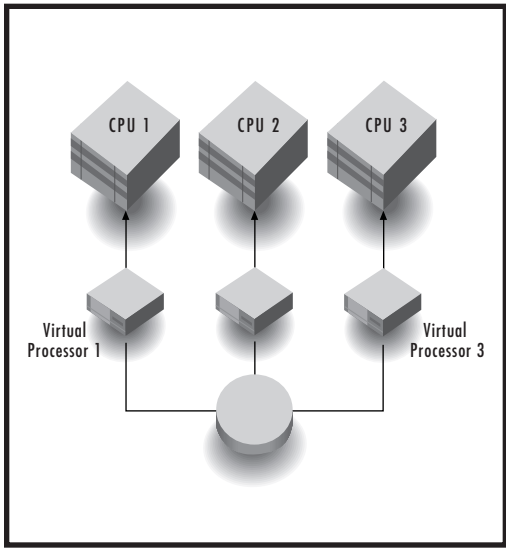 CPU 1
CPU 2
CPU 3
Virtual
Processor 1
Virtual
Processor 3